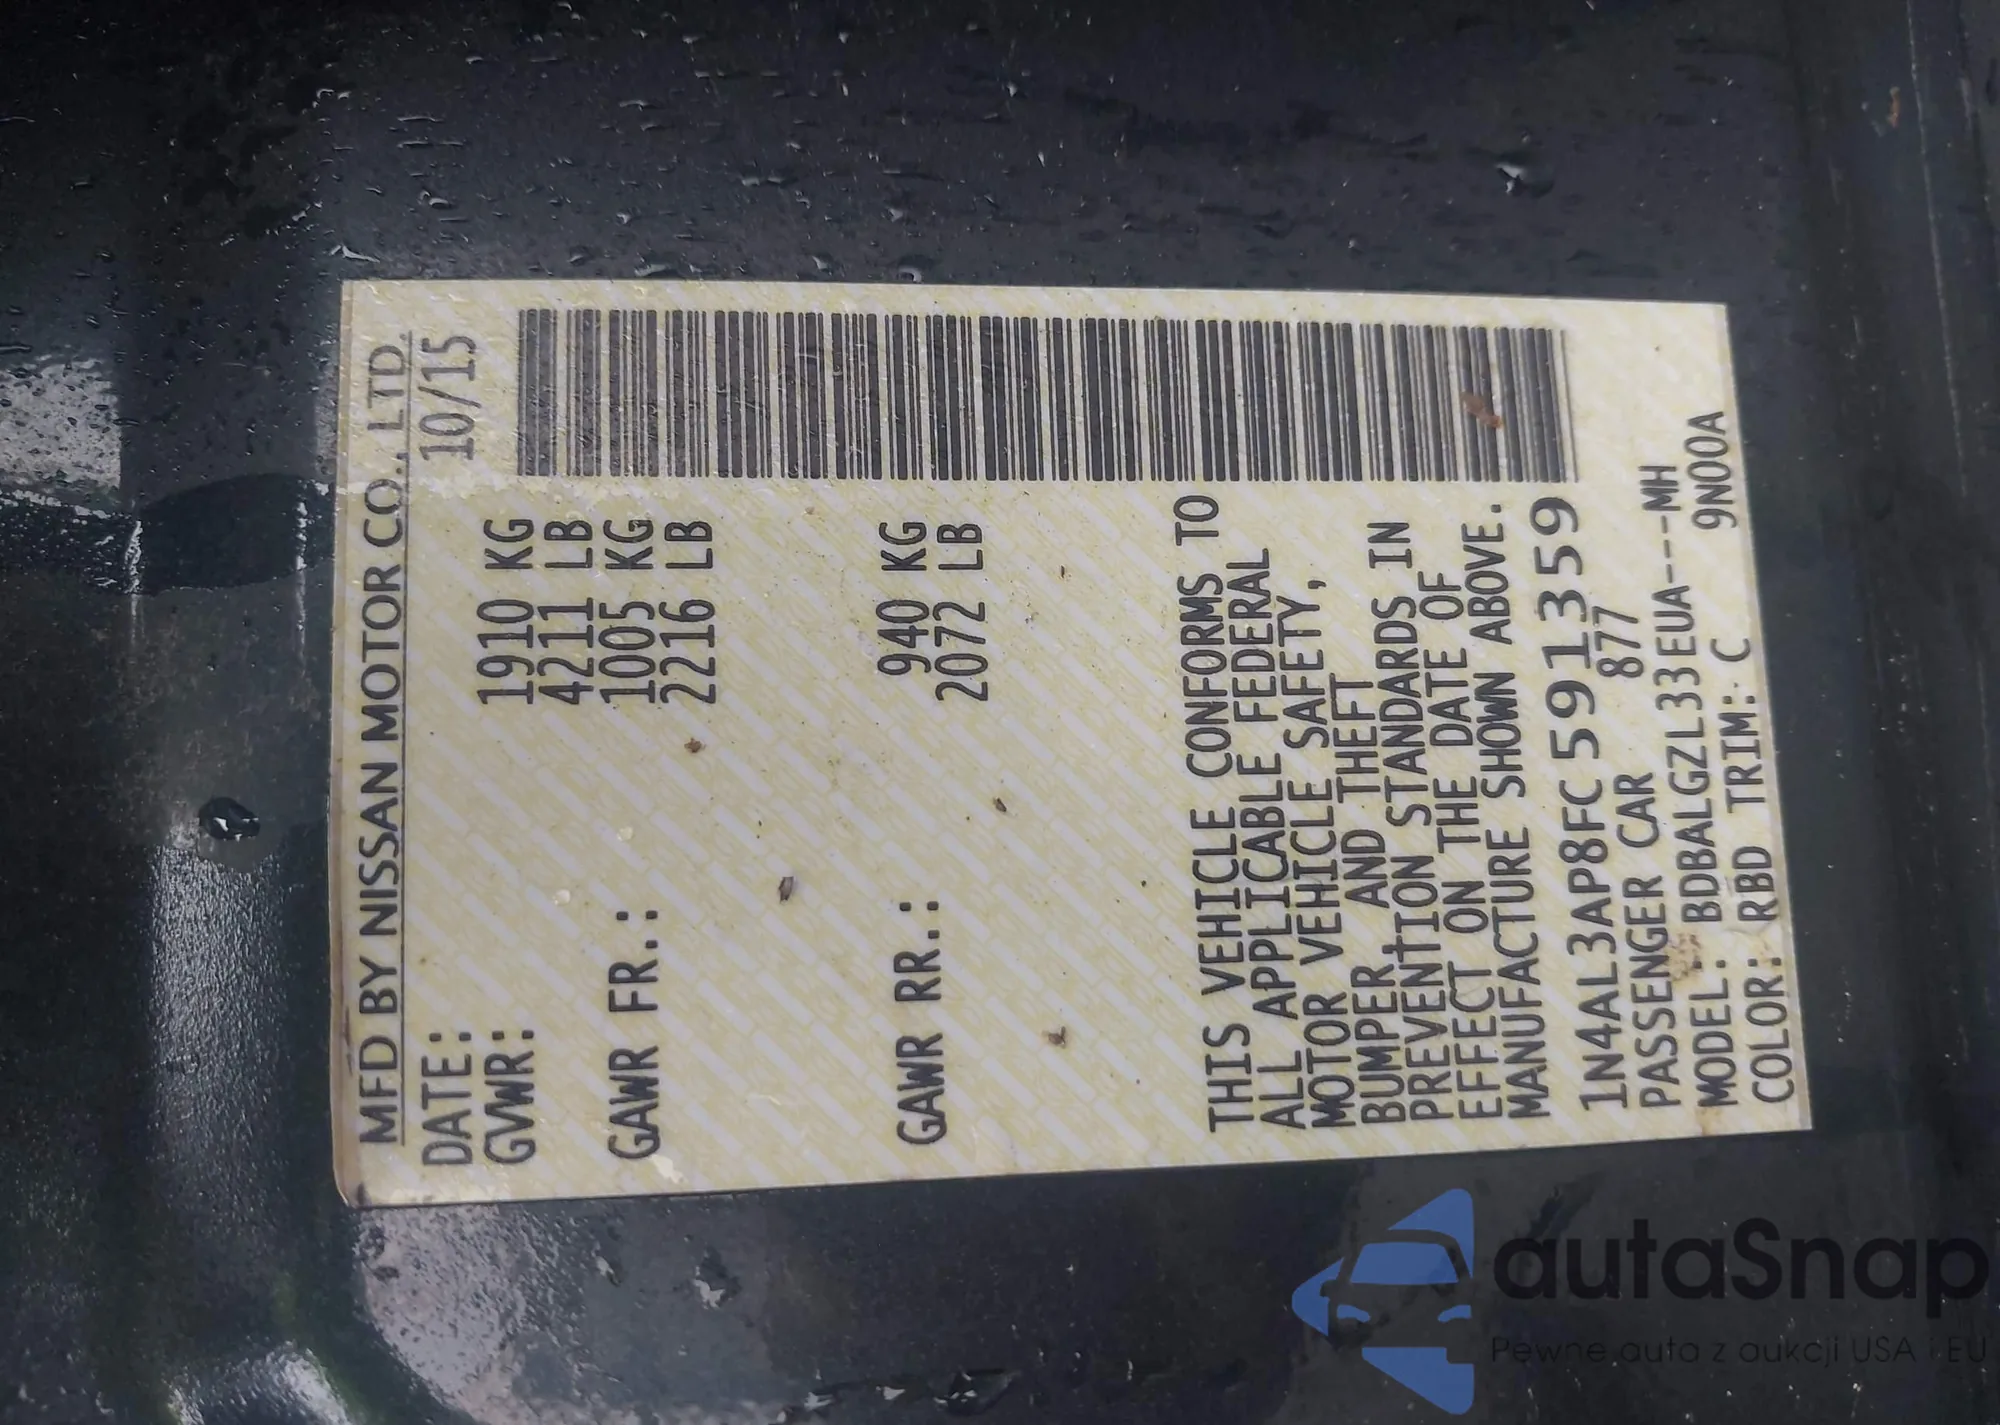 MFD BY NISSAN MOTOR CO., LTD.
DATE: 10/15
GVWR: 1910 KG
4211 LB
GAWR FR.: 1005 KG
2216 LB
GAWR RR.: 940 KG
2072 LB
THIS VEHICLE CONFORMS TO
ALL APPLICABLE FEDERAL
MOTOR VEHICLE SAFETY,
BUMPER AND THEFT
PREVENTION STANDARDS IN
EFFECT ON THE DATE OF
MANUFACTURE SHOWN ABOVE.
1N4AL3AP8FC591359
PASSENGER CAR 877
MODEL: BDBALGZL33EUA---MH
COLOR: RBD TRIM: C 9N00A
autaSnap
Pewne auta z aukcji USA i EU